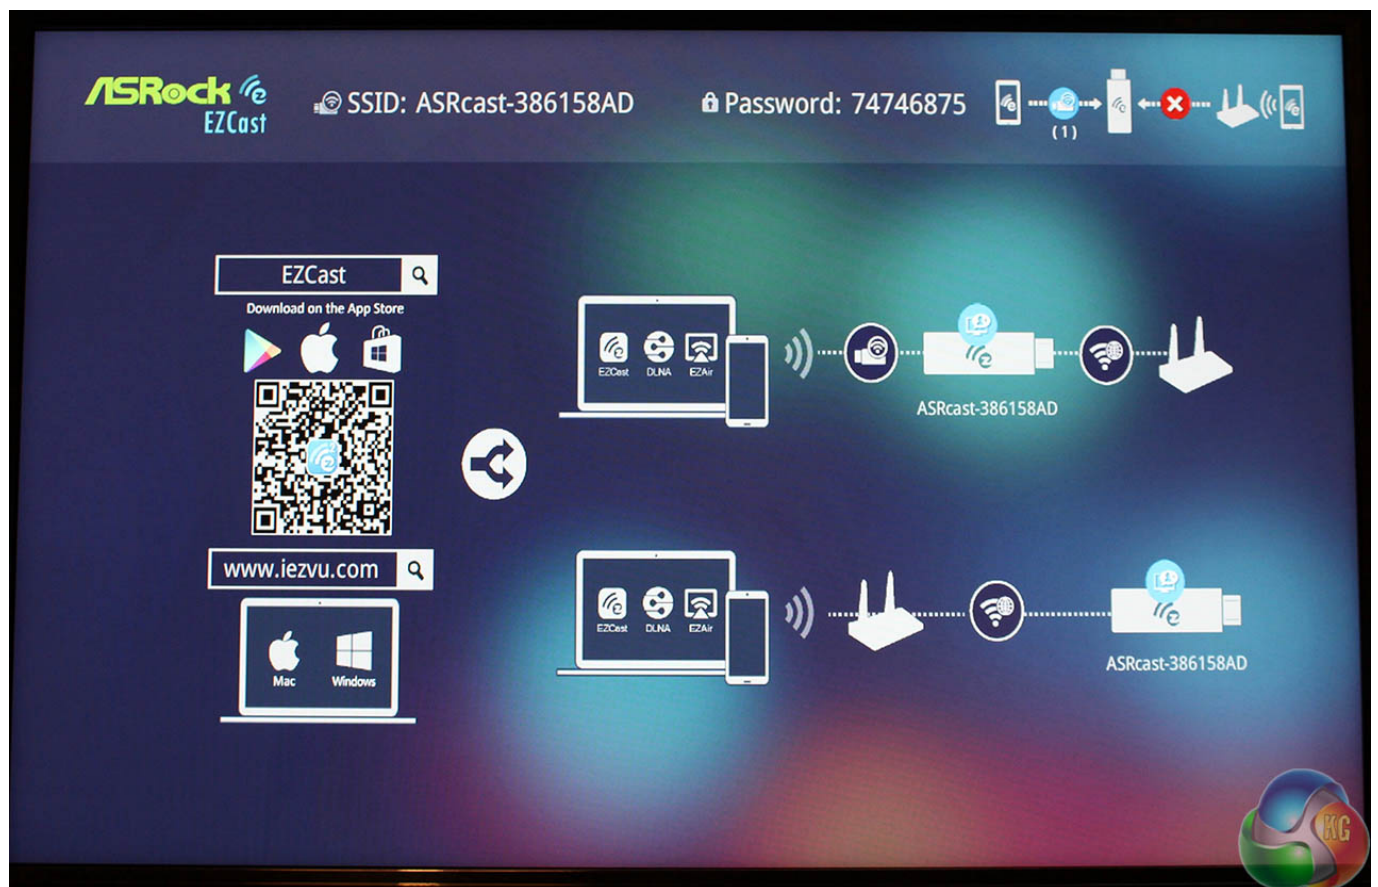 ASRock
EZCast
SSID: ASRcast-386158AD
Password: 74746875
(1)
EZCast
Download on the App Store
www.iezvu.com
Mac
Windows
EZCast
DLNA
EZAir
ASRcast-386158AD
EZCast
DLNA
EZAir
ASRcast-386158AD
KG